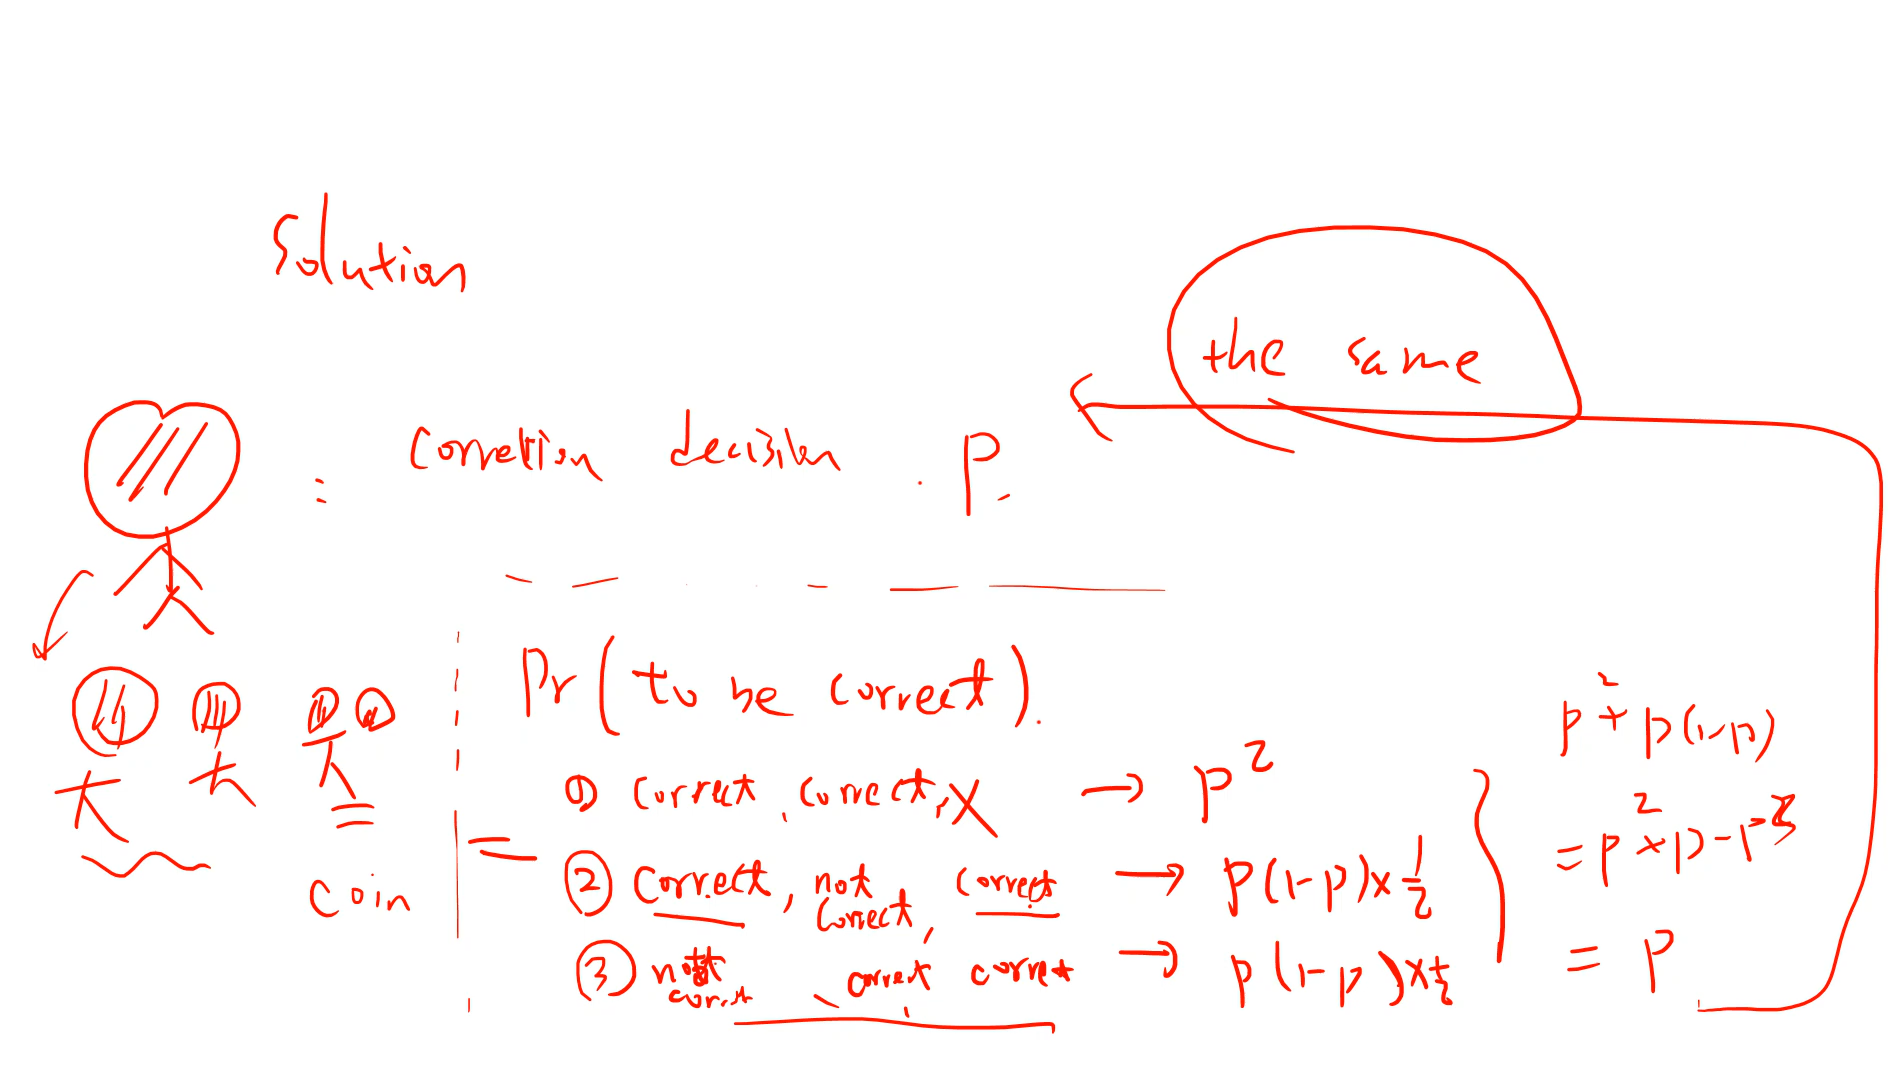 Solution
the same
correction decision . P.
Pr (to be correct).
① correct, correct, X → p²
② correct, not correct, correct → p(1-p)×½
③ not correct, correct correct → p(1-p)×½
coin
p² + p(1-p)
= p² + p - p²
= p